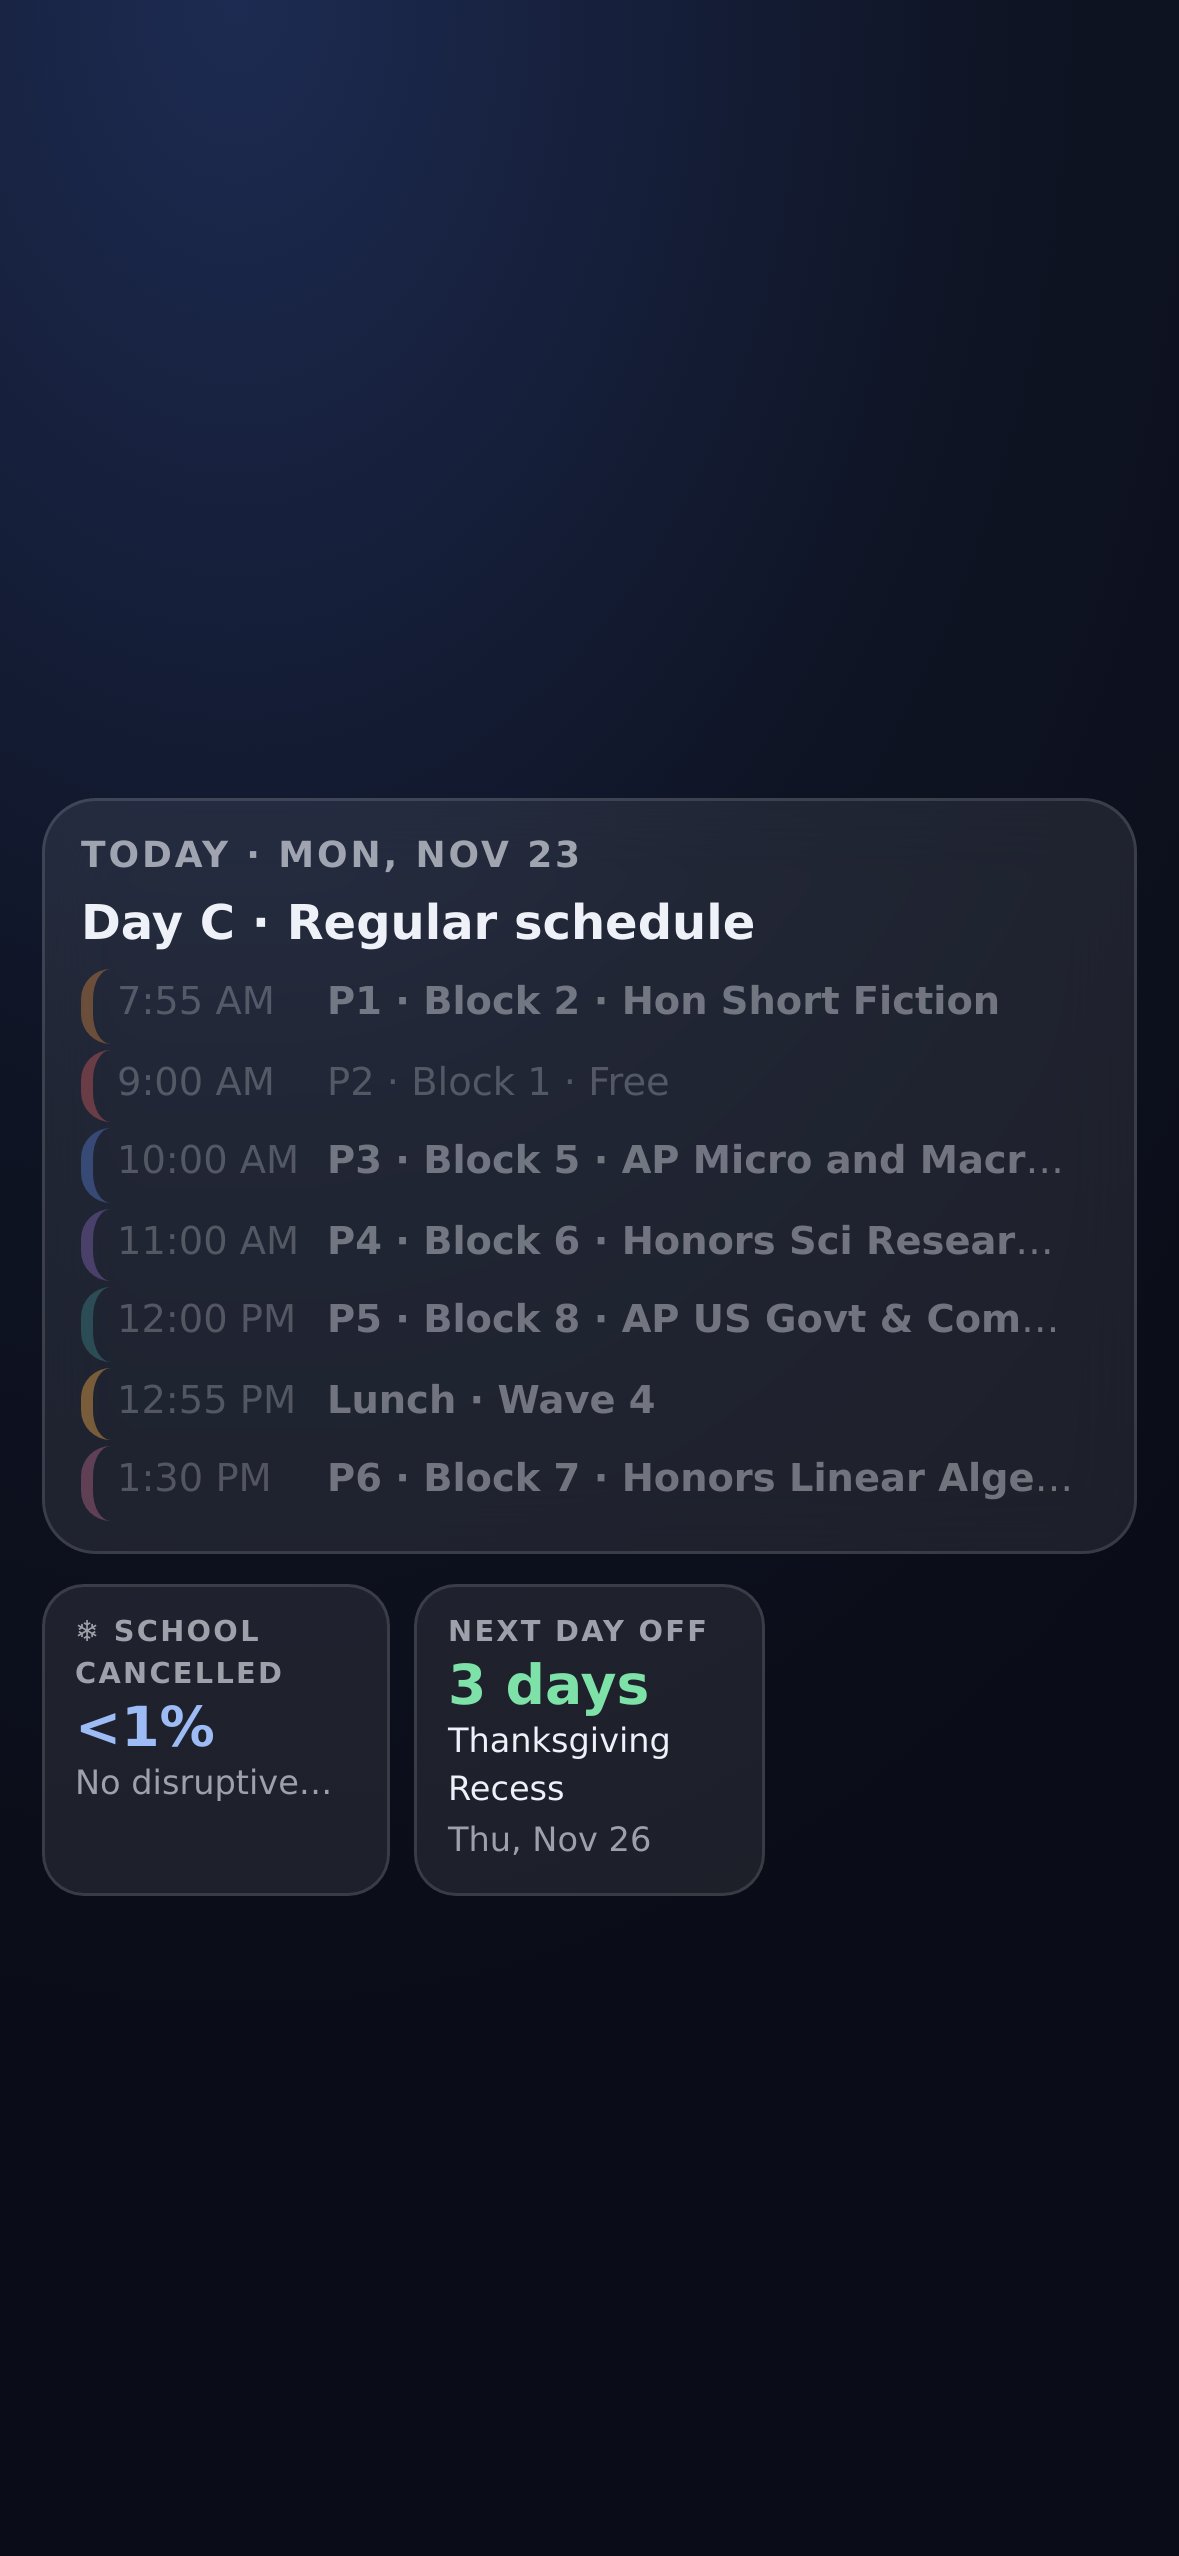 TODAY · MON, NOV 23
Day C · Regular schedule
7:55 AM P1 · Block 2 · Hon Short Fiction
9:00 AM P2 · Block 1 · Free
10:00 AM P3 · Block 5 · AP Micro and Macr…
11:00 AM P4 · Block 6 · Honors Sci Resear…
12:00 PM P5 · Block 8 · AP US Govt & Com…
12:55 PM Lunch · Wave 4
1:30 PM P6 · Block 7 · Honors Linear Alge…
❄ SCHOOL
CANCELLED
<1%
No disruptive…
NEXT DAY OFF
3 days
Thanksgiving
Recess
Thu, Nov 26